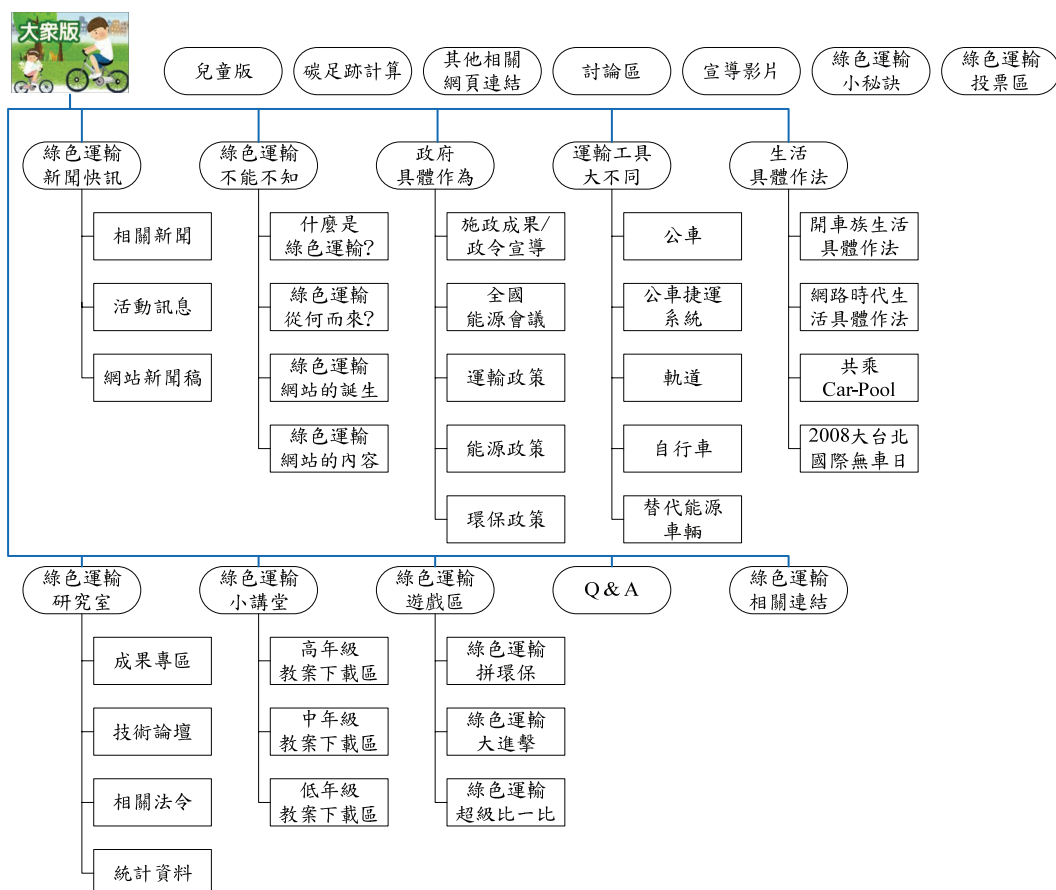 大眾版
兒童版
碳足跡計算
其他相關
網頁連結
討論區
宣導影片
綠色運輸
小秘訣
綠色運輸
投票區
綠色運輸
新聞快訊
相關新聞
活動訊息
網站新聞稿
綠色運輸
不能不知
什麼是
綠色運輸?
綠色運輸
從何而來?
綠色運輸
網站的誕生
綠色運輸
網站的內容
政府
具體作為
施政成果/
政令宣導
全國
能源會議
運輸政策
能源政策
環保政策
運輸工具
大不同
公車
公車捷運
系統
軌道
自行車
替代能源
車輛
生活
具體作法
開車族生活
具體作法
網路時代生
活具體作法
共乘
Car-Pool
2008大台北
國際無車日
綠色運輸
研究室
成果專區
技術論壇
相關法令
統計資料
綠色運輸
小講堂
高年級
教案下載區
中年級
教案下載區
低年級
教案下載區
綠色運輸
遊戲區
綠色運輸
拼環保
綠色運輸
大進擊
綠色運輸
超級比一比
Q & A
綠色運輸
相關連結